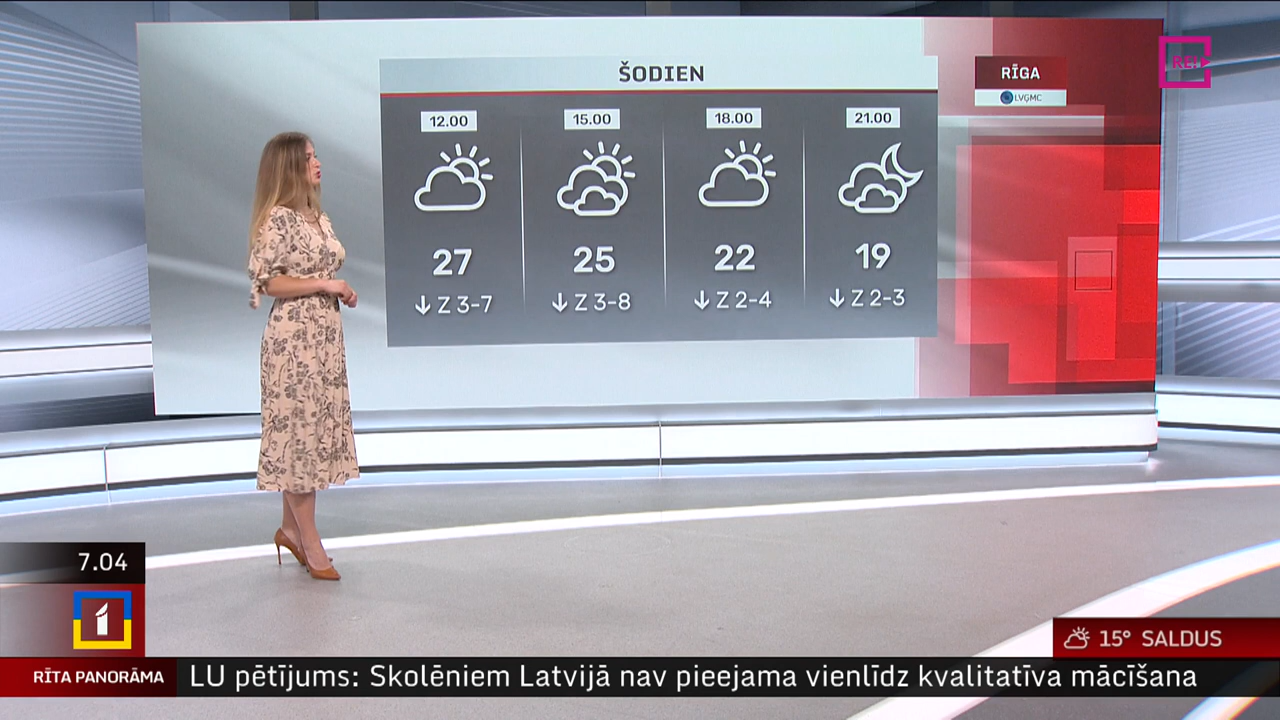 ŠODIEN
RĪGA
LVĢMC
RE:
12.00
15.00
18.00
21.00
27
25
22
19
↓ Z 3-7
↓ Z 3-8
↓ Z 2-4
↓ Z 2-3
7.04
1
15° SALDUS
RĪTA PANORĀMA
LU pētījums: Skolēniem Latvijā nav pieejama vienlīdz kvalitatīva mācīšana